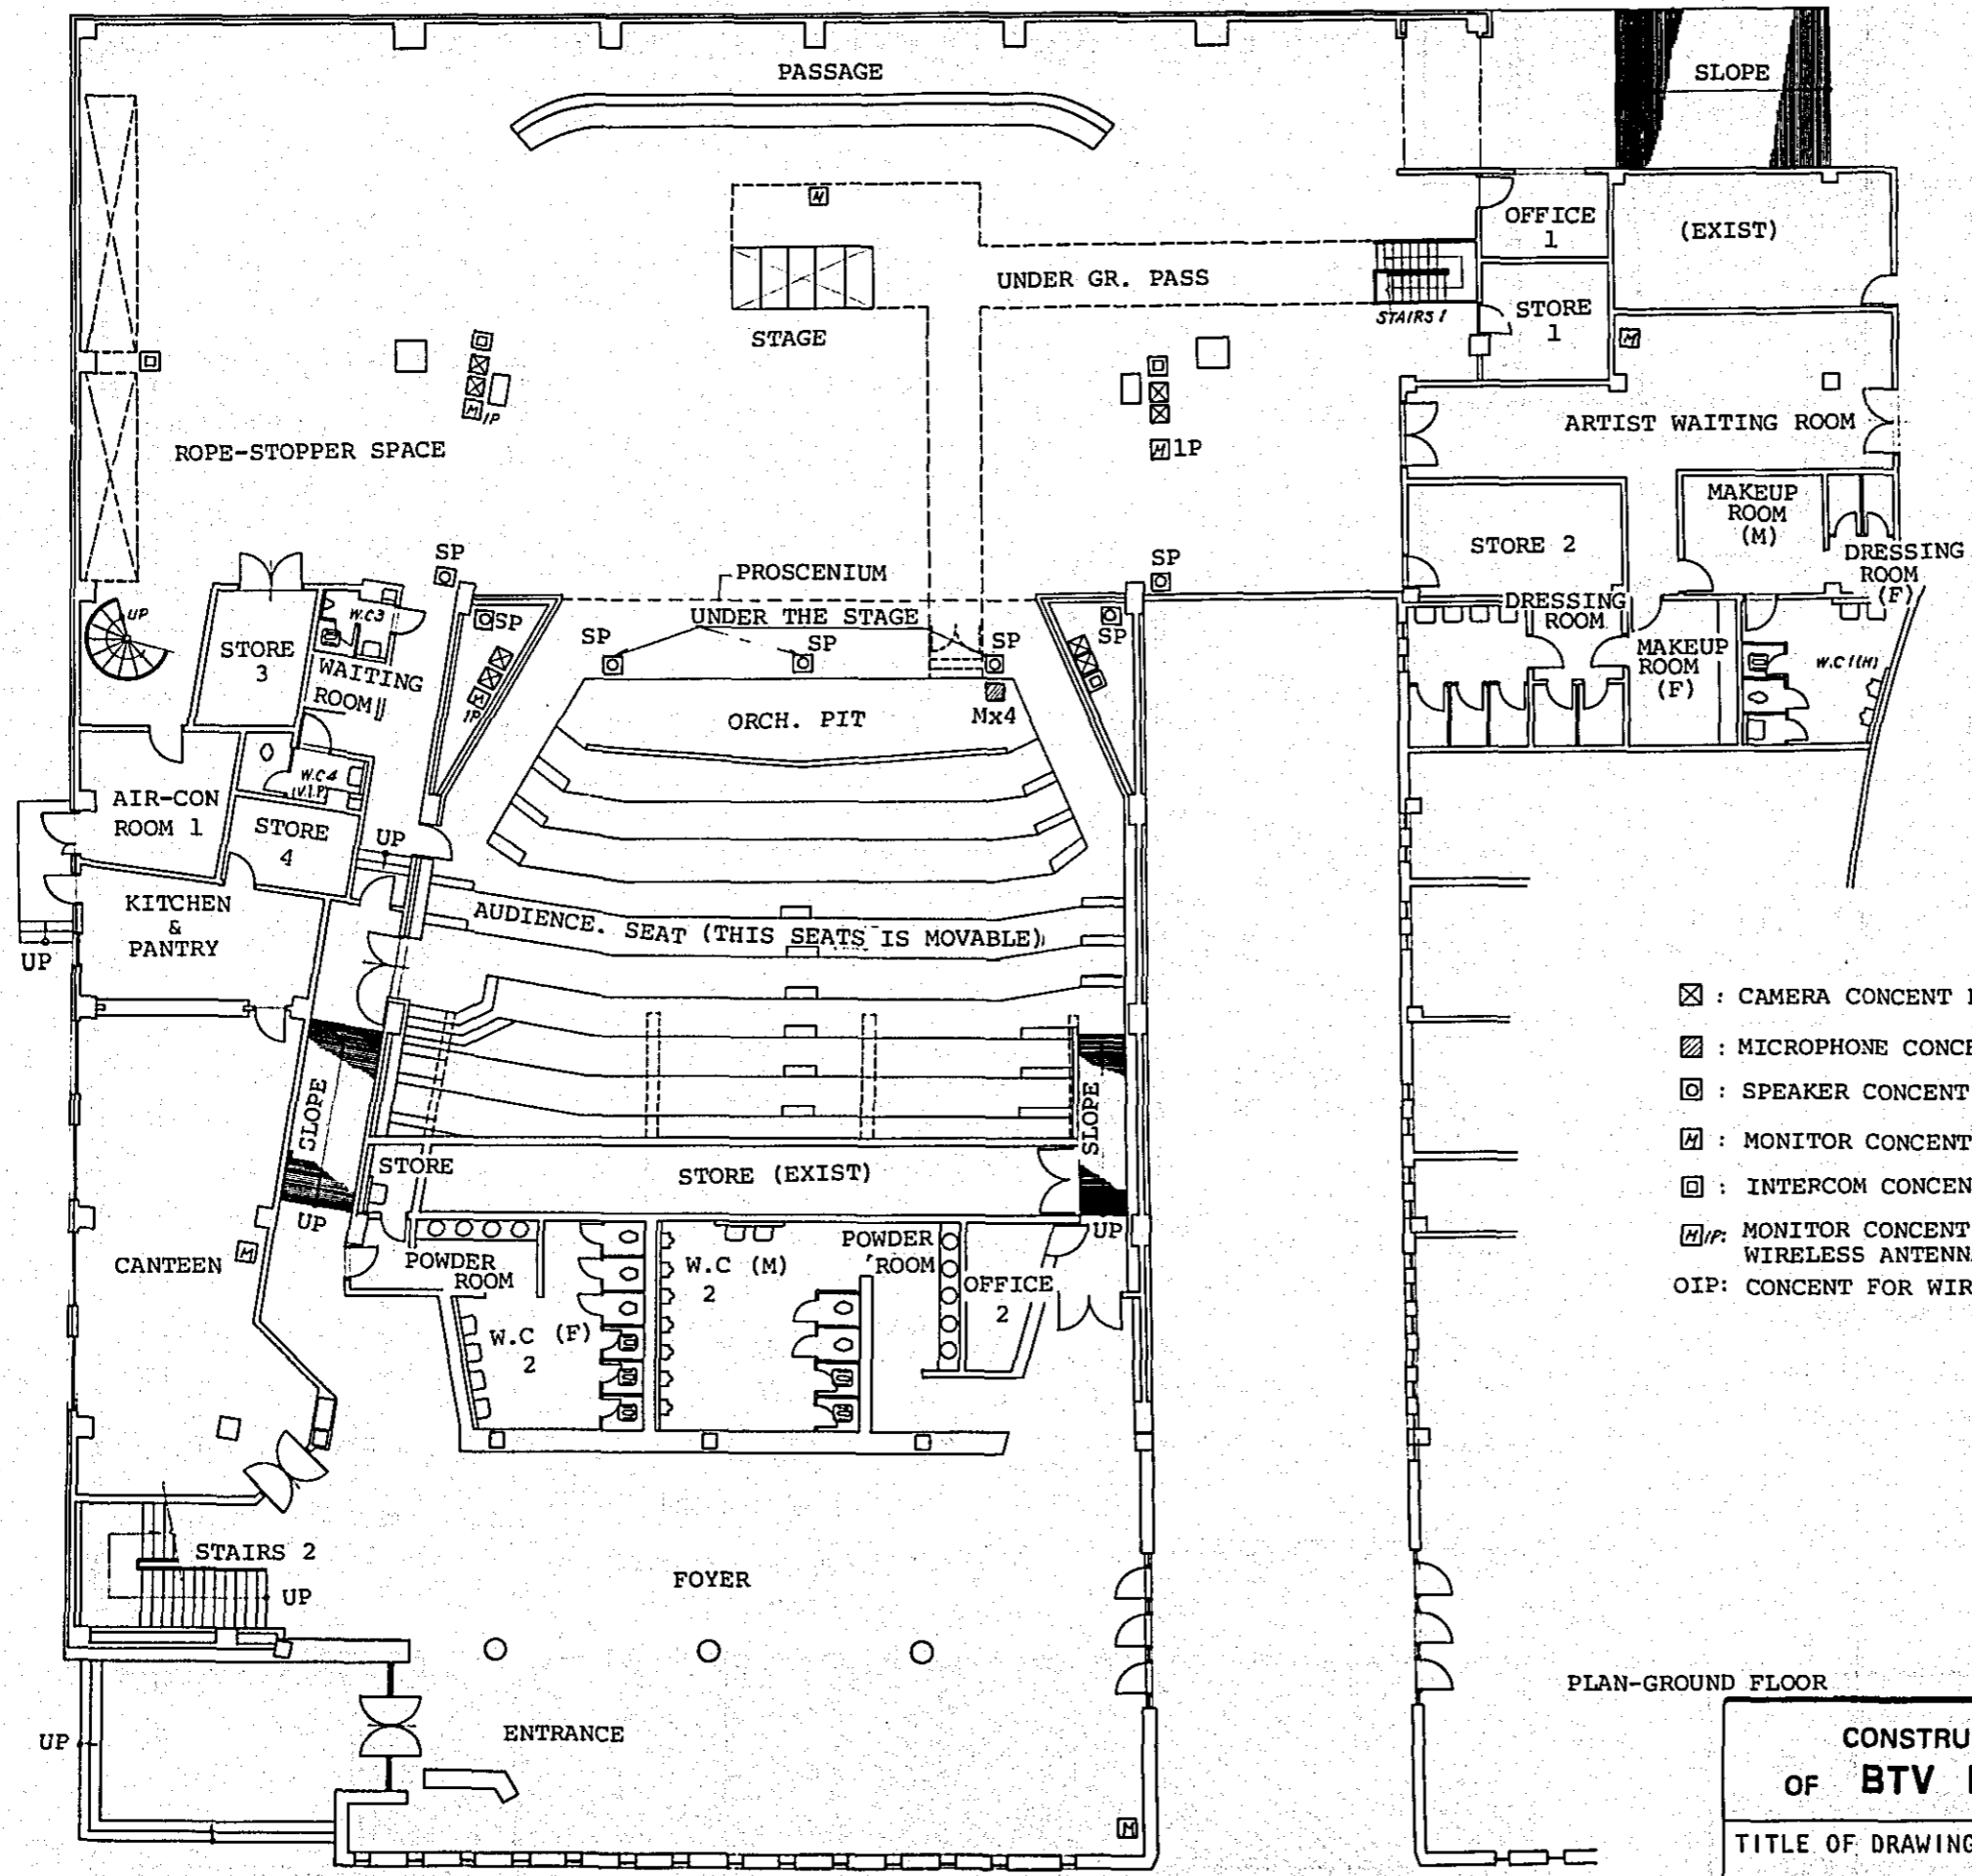 PASSAGE
SLOPE
M
OFFICE
1
(EXIST)
UNDER GR. PASS
STAIRS 1
STORE
1
STAGE
M
M IP
M 1P
ROPE-STOPPER SPACE
ARTIST WAITING ROOM
MAKEUP
ROOM
(M)
STORE 2
DRESSING
ROOM
(F)
SP
SP
PROSCENIUM
UNDER THE STAGE
UP
W.C3
STORE
3
WAITING
ROOM
SP
SP
SP
SP
SP
DRESSING
ROOM
MAKEUP
ROOM
(F)
W.C 1(M)
M
IP
ORCH. PIT
Mx4
W.C4
(V.I.P)
AIR-CON
ROOM 1
STORE
4
UP
KITCHEN
&
PANTRY
UP
AUDIENCE. SEAT (THIS SEATS IS MOVABLE)
: CAMERA CONCENT
: MICROPHONE CONCE
: SPEAKER CONCENT
M : MONITOR CONCENT
: INTERCOM CONCEN
M IP: MONITOR CONCENT
WIRELESS ANTENNA
OIP: CONCENT FOR WIR
SLOPE
SLOPE
STORE
STORE (EXIST)
UP
UP
CANTEEN
M
POWDER
ROOM
W.C (M)
2
POWDER
ROOM
OFFICE
2
W.C (F)
2
STAIRS 2
UP
FOYER
ENTRANCE
UP
M
PLAN-GROUND FLOOR
CONSTRU
OF BTV
TITLE OF DRAWING